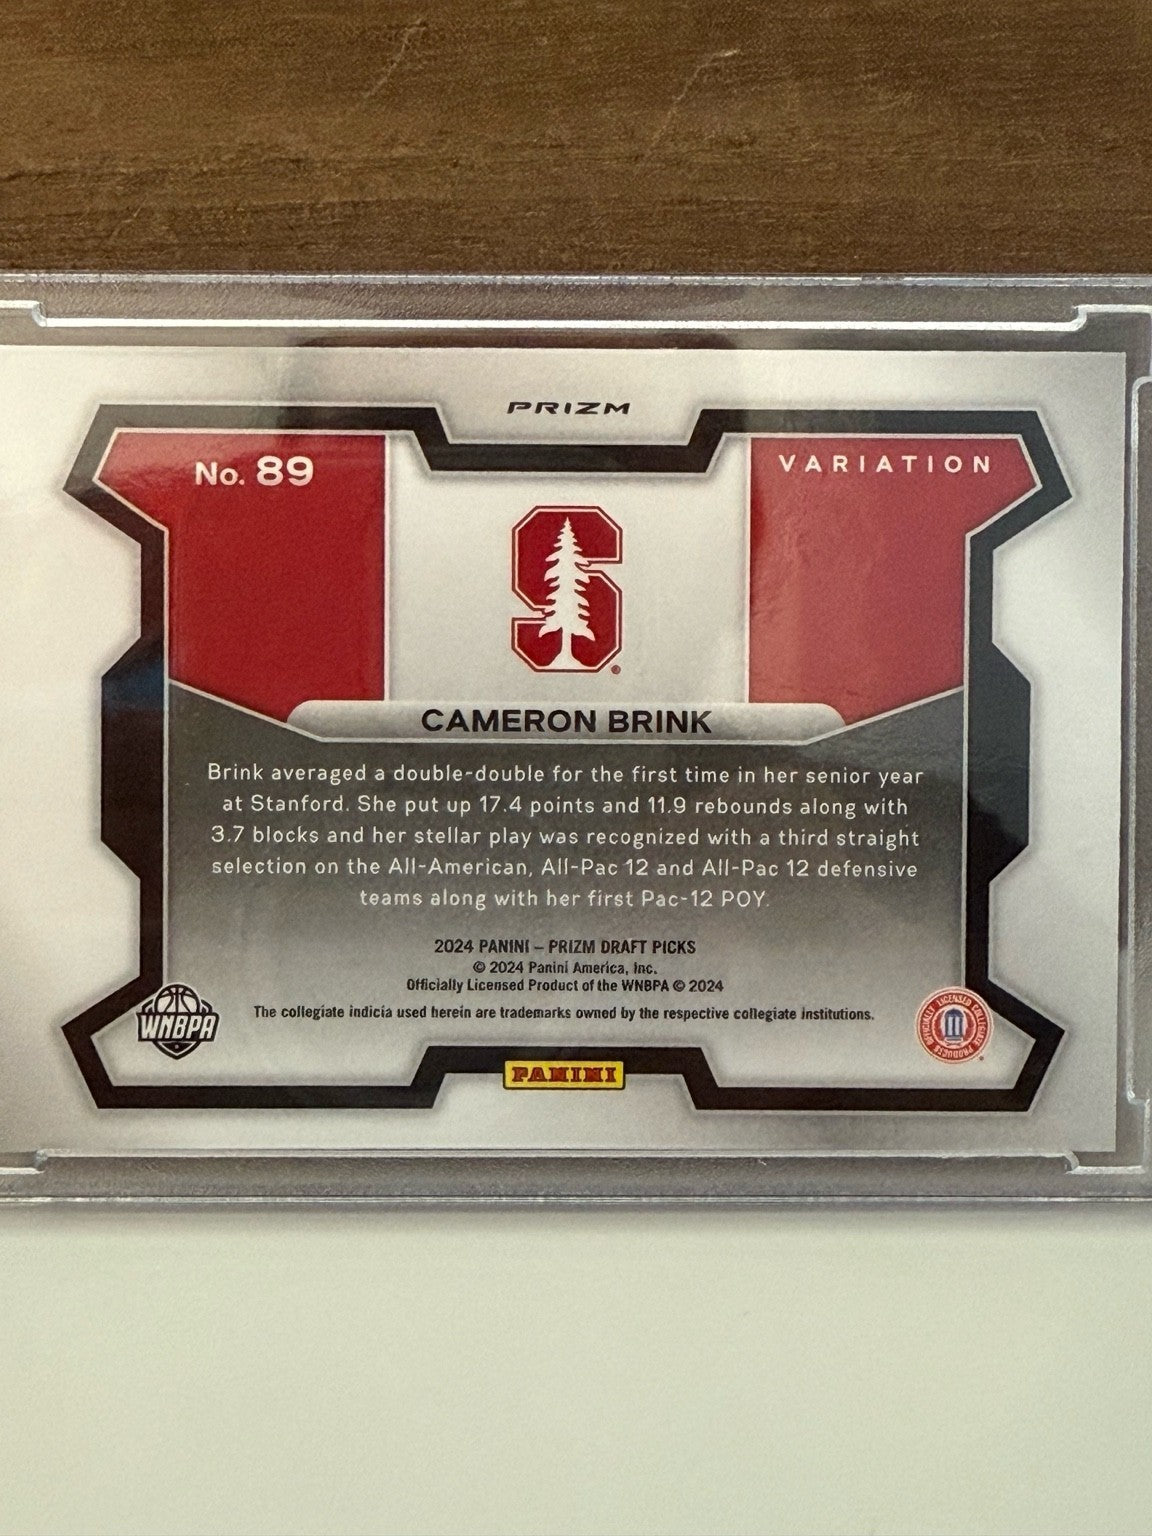 PRIZM
No. 89
VARIATION
S
CAMERON BRINK
Brink averaged a double-double for the first time in her senior year
at Stanford. She put up 17.4 points and 11.9 rebounds along with
3.7 blocks and her stellar play was recognized with a third straight
selection on the All-American, All-Pac 12 and All-Pac 12 defensive
teams along with her first Pac-12 POY.
2024 PANINI – PRIZM DRAFT PICKS
© 2024 Panini America, Inc.
Officially Licensed Product of the WNBPA © 2024
The collegiate indicia used herein are trademarks owned by the respective collegiate institutions.
WNBPA
OFFICIALLY LICENSED COLLEGIATE PRODUCTS
PANINI